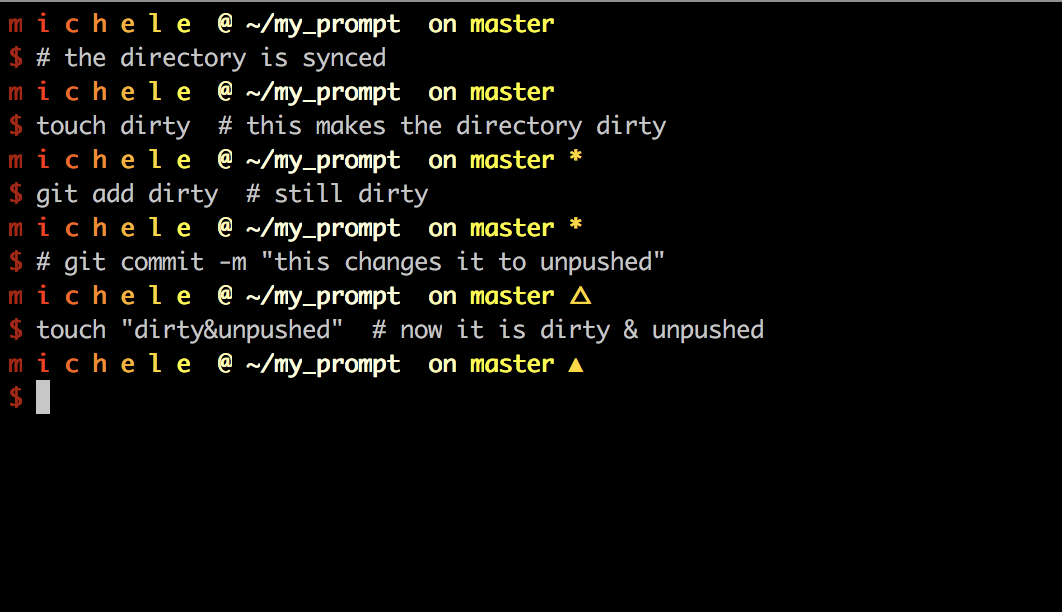 m i c h e l e  @ ~/my_prompt  on master
$ # the directory is synced
m i c h e l e  @ ~/my_prompt  on master
$ touch dirty  # this makes the directory dirty
m i c h e l e  @ ~/my_prompt  on master *
$ git add dirty  # still dirty
m i c h e l e  @ ~/my_prompt  on master *
$ # git commit -m "this changes it to unpushed"
m i c h e l e  @ ~/my_prompt  on master △
$ touch "dirty&unpushed"  # now it is dirty & unpushed
m i c h e l e  @ ~/my_prompt  on master ▲
$